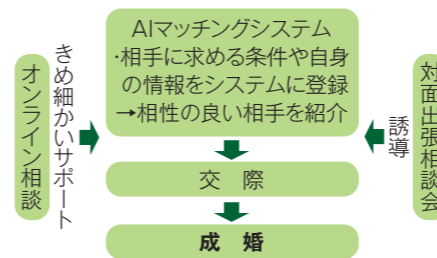 AIマッチングシステム
・相手に求める条件や自身
の情報をシステムに登録
→相性の良い相手を紹介
きめ細かいサポート
オンライン相談
誘導
対面出張相談会
交　際
成　婚